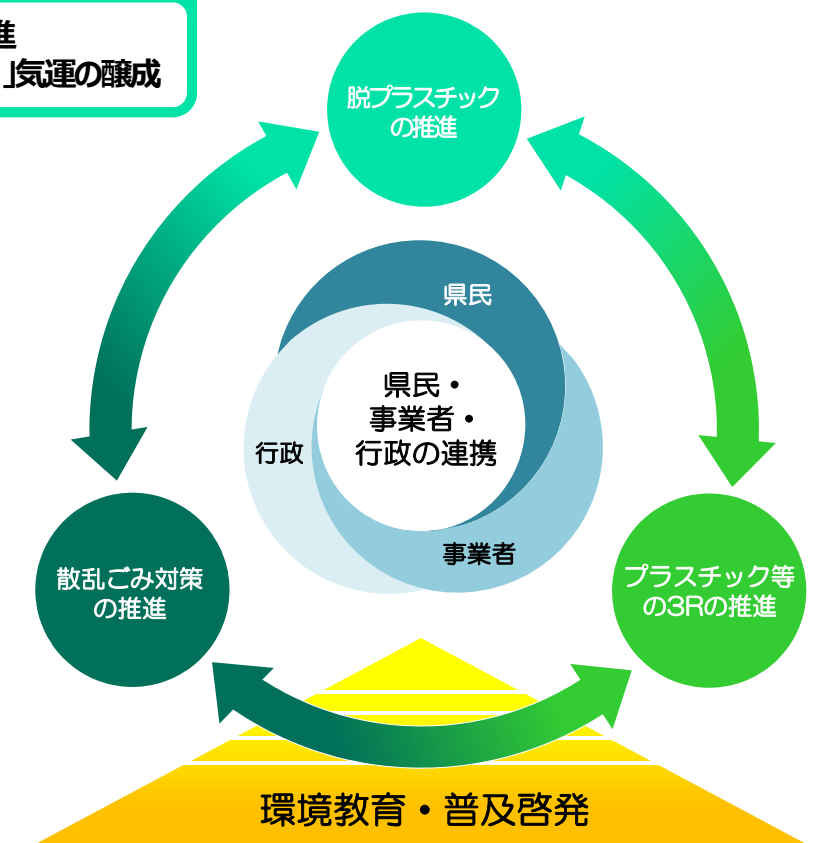 進
」気運の醸成
脱プラスチック
の推進
県民
県民・
事業者・
行政の連携
行政
事業者
散乱ごみ対策
の推進
プラスチック等
の3Rの推進
環境教育・普及啓発